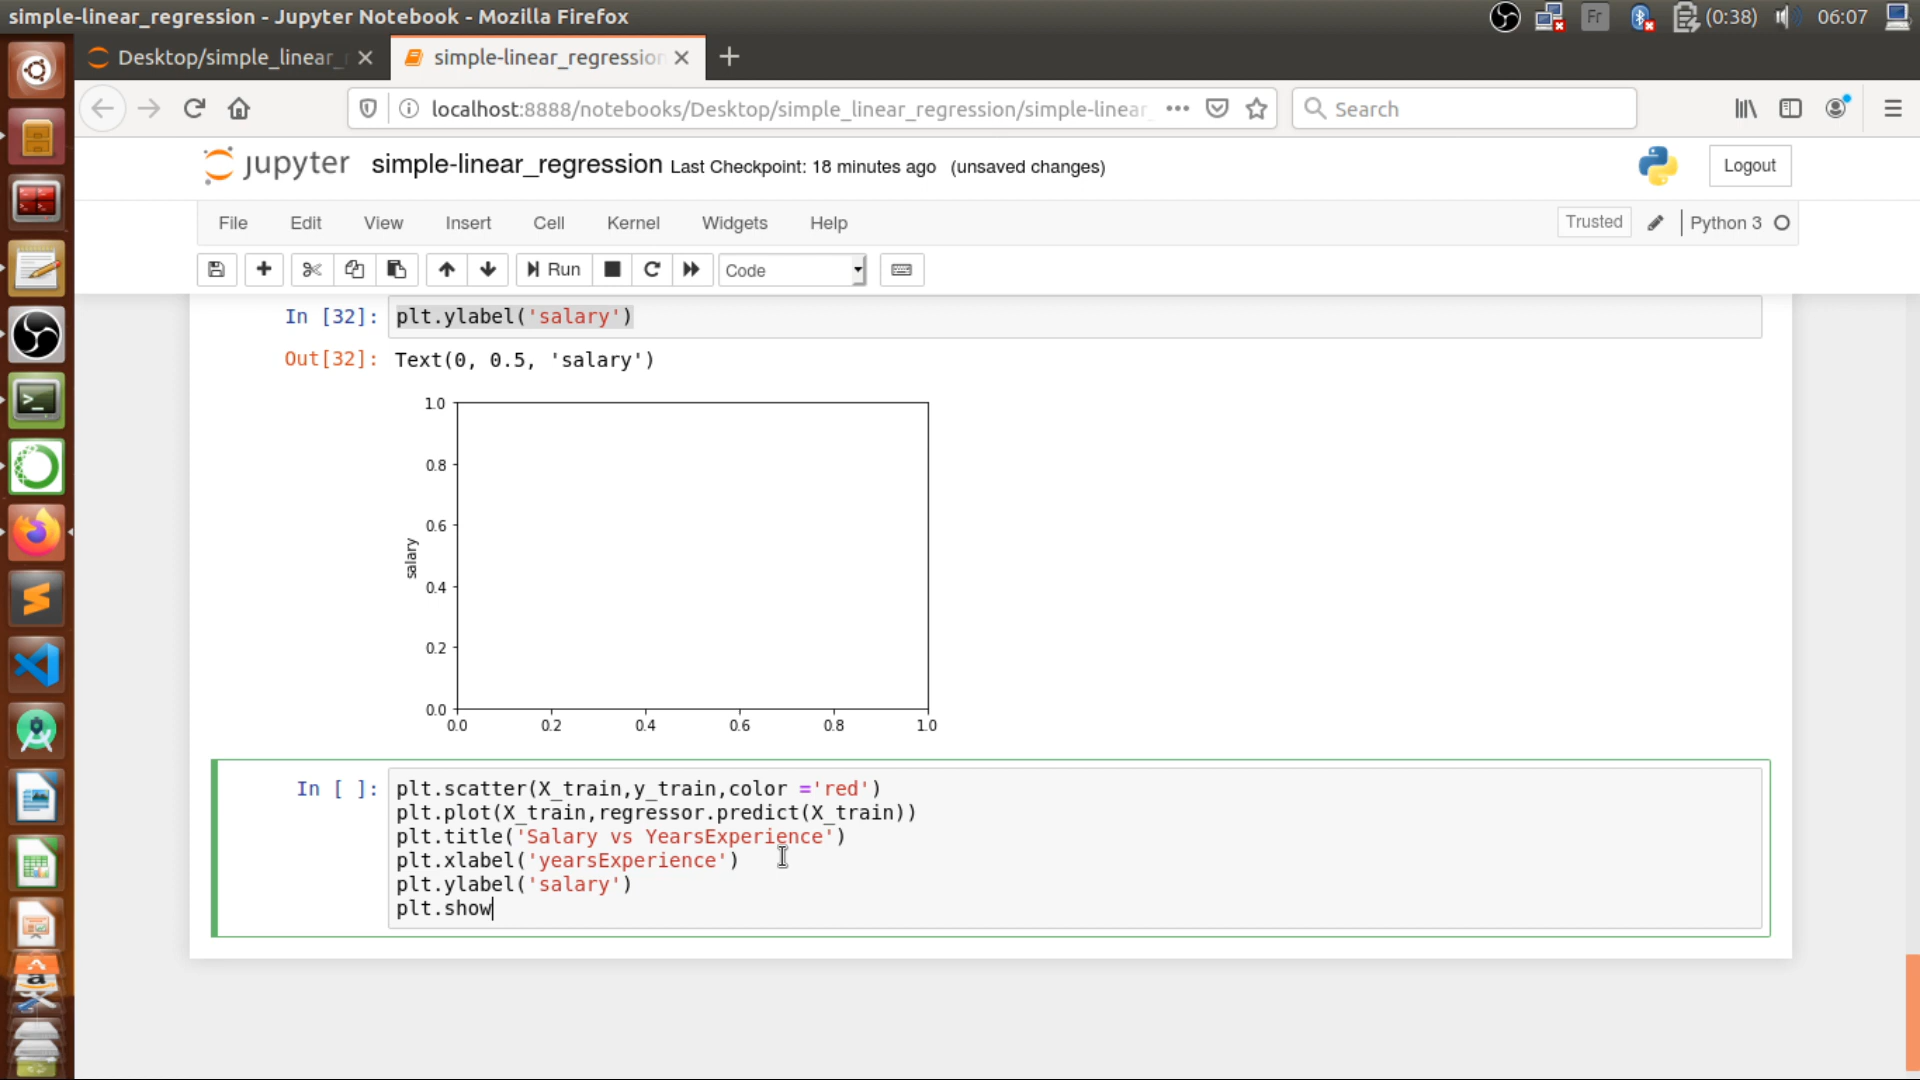 simple-linear_regression - Jupyter Notebook - Mozilla Firefox
Fr
(0:38)
06:07
Desktop/simple_linear_r
simple-linear_regression
localhost:8888/notebooks/Desktop/simple_linear_regression/simple-linear_
Search
jupyter
simple-linear_regression Last Checkpoint: 18 minutes ago (unsaved changes)
Logout
File Edit View Insert Cell Kernel Widgets Help
Trusted
Python 3
Run
Code
In [32]: plt.ylabel('salary')
Out[32]: Text(0, 0.5, 'salary')
1.0
0.8
0.6
salary
0.4
0.2
0.0
0.0 0.2 0.4 0.6 0.8 1.0
In [ ]: plt.scatter(X_train,y_train,color ='red')
plt.plot(X_train,regressor.predict(X_train))
plt.title('Salary vs YearsExperience')
plt.xlabel('yearsExperience')
plt.ylabel('salary')
plt.show